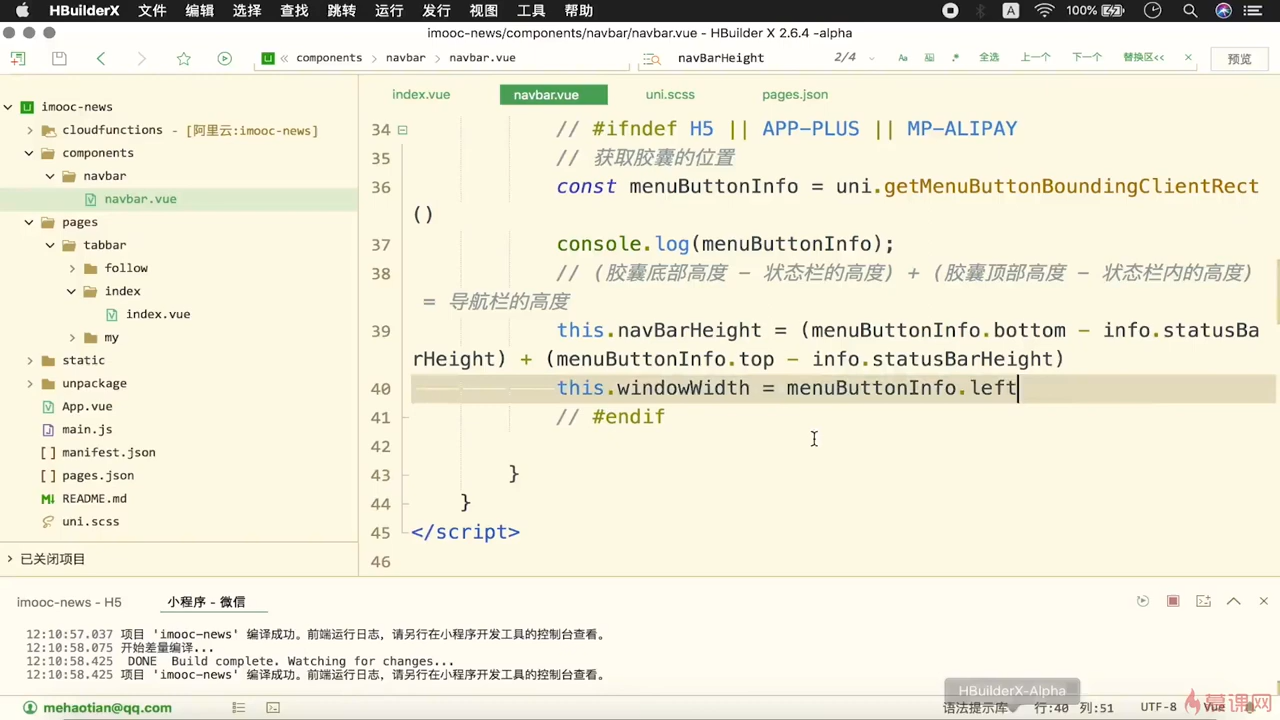 HBuilderX 文件 编辑 选择 查找 跳转 运行 发行 视图 工具 帮助 A 100%
imooc-news/components/navbar/navbar.vue - HBuilder X 2.6.4 -alpha
components navbar navbar.vue navBarHeight 2/4 Aa 全选 上一个 下一个 替换区<< 预览
index.vue navbar.vue uni.scss pages.json
imooc-news
cloudfunctions - [阿里云:imooc-news]
components
navbar
navbar.vue
pages
tabbar
follow
index
index.vue
my
static
unpackage
App.vue
main.js
manifest.json
pages.json
README.md
uni.scss
已关闭项目
34 // #ifndef H5 || APP-PLUS || MP-ALIPAY
35 // 获取胶囊的位置
36 const menuButtonInfo = uni.getMenuButtonBoundingClientRect
()
37 console.log(menuButtonInfo);
38 // (胶囊底部高度 - 状态栏的高度) + (胶囊顶部高度 - 状态栏内的高度)
= 导航栏的高度
39 this.navBarHeight = (menuButtonInfo.bottom - info.statusBa
rHeight) + (menuButtonInfo.top - info.statusBarHeight)
40 this.windowWidth = menuButtonInfo.left
41 // #endif
42
43 }
44 }
45 </script>
46
imooc-news - H5 小程序 - 微信
12:10:57.037 项目 'imooc-news' 编译成功。前端运行日志，请另行在小程序开发工具的控制台查看。
12:10:58.075 开始差量编译...
12:10:58.425 DONE Build complete. Watching for changes...
12:10:58.425 项目 'imooc-news' 编译成功。前端运行日志，请另行在小程序开发工具的控制台查看。
HBuilderX-Alpha
mehaotian@qq.com 语法提示库 行:40 列:51 UTF-8 Vue
慕课网